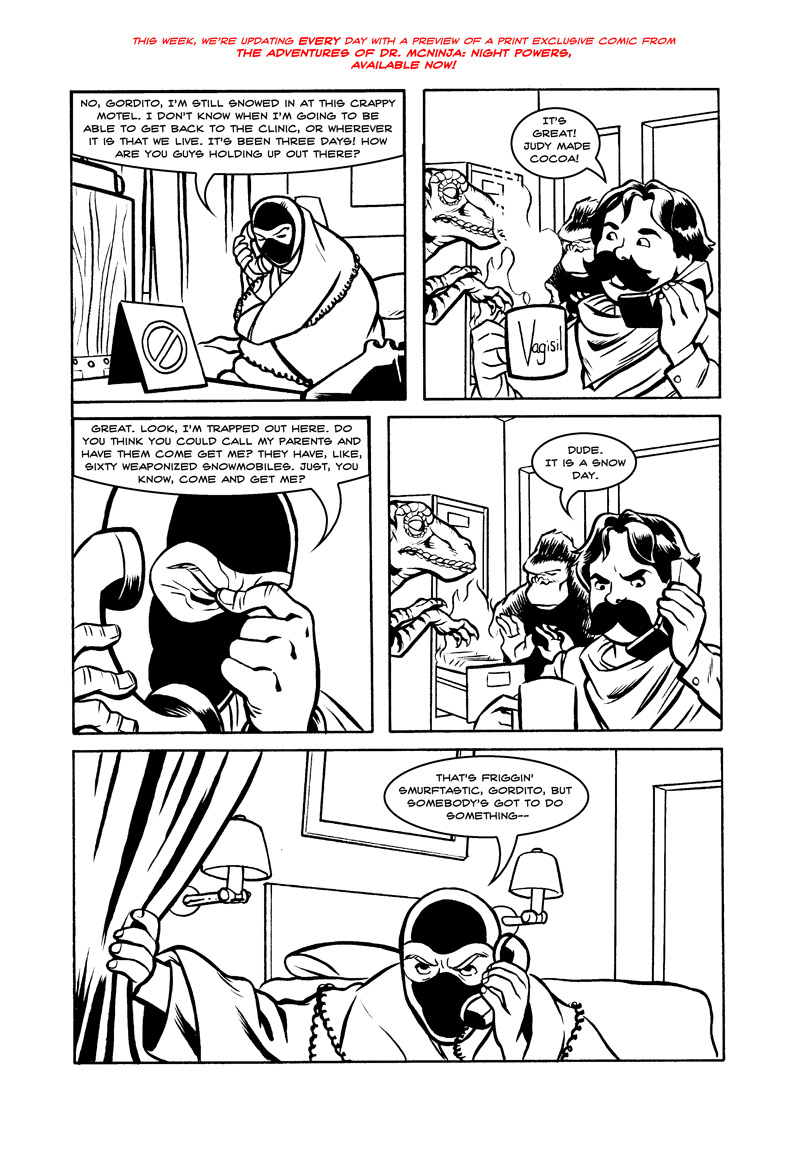 THIS WEEK, WE'RE UPDATING EVERY DAY WITH A PREVIEW OF A PRINT EXCLUSIVE COMIC FROM
THE ADVENTURES OF DR. MCNINJA: NIGHT POWERS,
AVAILABLE NOW!
NO, GORDITO, I'M STILL SNOWED IN AT THIS CRAPPY
MOTEL. I DON'T KNOW WHEN I'M GOING TO BE
ABLE TO GET BACK TO THE CLINIC, OR WHEREVER
IT IS THAT WE LIVE. IT'S BEEN THREE DAYS! HOW
ARE YOU GUYS HOLDING UP OUT THERE?
IT'S
GREAT!
JUDY MADE
COCOA!
Vagisil
GREAT. LOOK, I'M TRAPPED OUT HERE. DO
YOU THINK YOU COULD CALL MY PARENTS AND
HAVE THEM COME GET ME? THEY HAVE, LIKE,
SIXTY WEAPONIZED SNOWMOBILES. JUST, YOU
KNOW, COME AND GET ME?
DUDE.
IT IS A SNOW
DAY.
THAT'S FRIGGIN'
SMURFTASTIC, GORDITO, BUT
SOMEBODY'S GOT TO DO
SOMETHING--